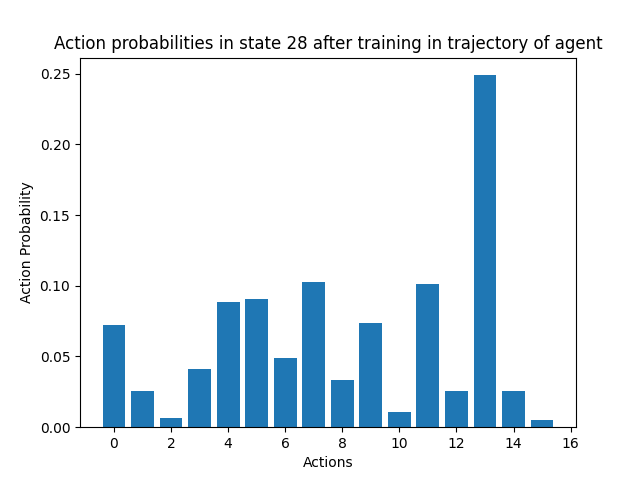 Action probabilities in state 28 after training in trajectory of agent
0.25
0.20
0.15
0.10
0.05
0.00
Action Probability
0 2 4 6 8 10 12 14 16
Actions